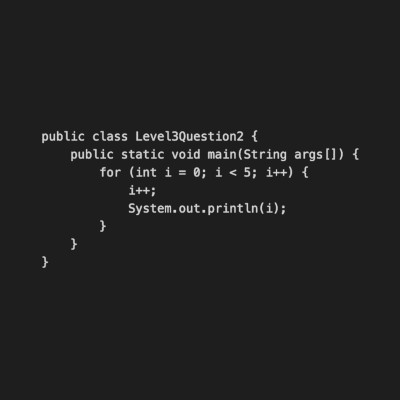 public class Level3Question2 {
    public static void main(String args[]) {
        for (int i = 0; i < 5; i++) {
            i++;
            System.out.println(i);
        }
    }
}